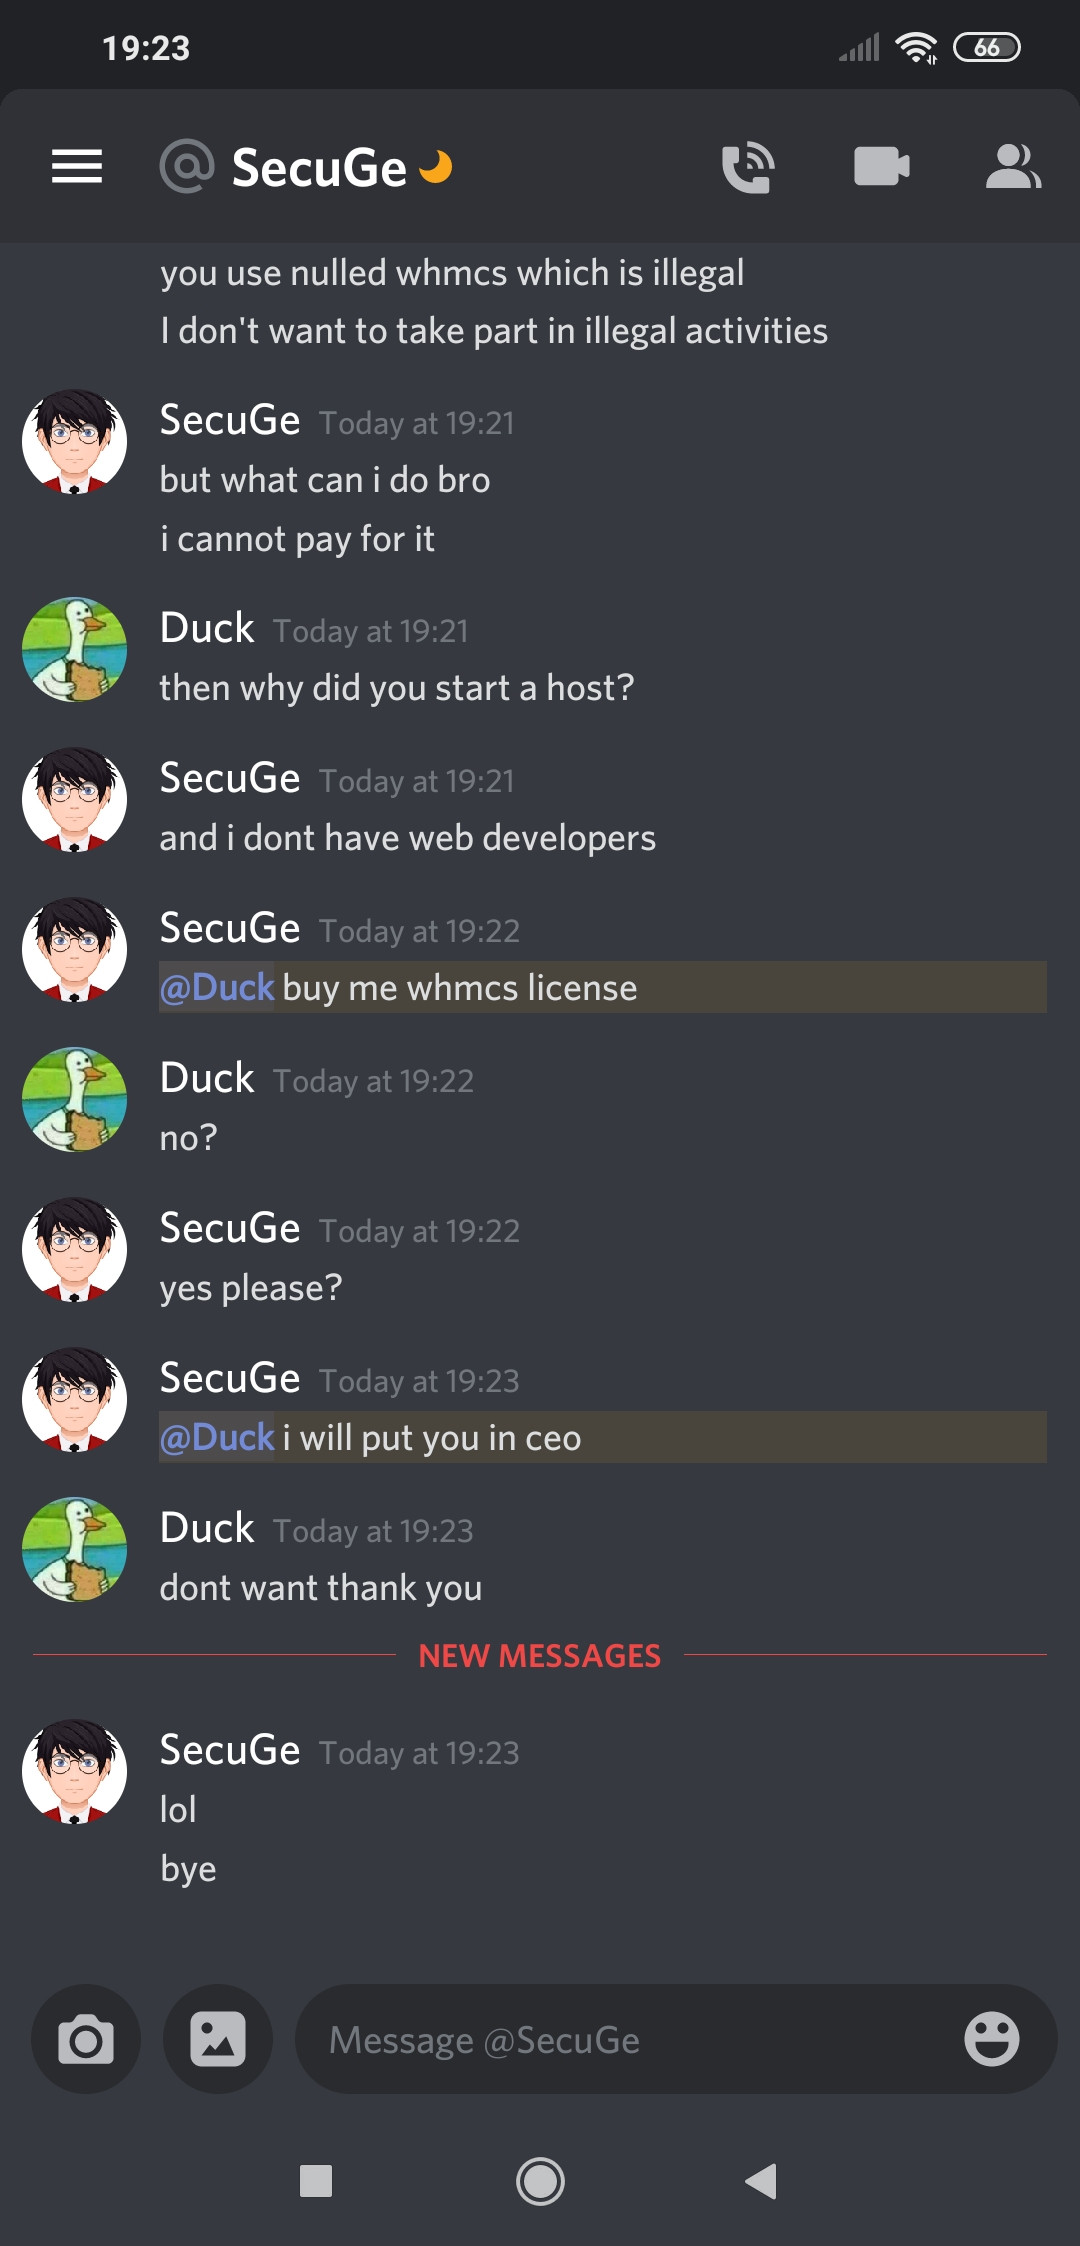 19:23
66
@ SecuGe
you use nulled whmcs which is illegal
I don't want to take part in illegal activities
SecuGe Today at 19:21
but what can i do bro
i cannot pay for it
Duck Today at 19:21
then why did you start a host?
SecuGe Today at 19:21
and i dont have web developers
SecuGe Today at 19:22
@Duck buy me whmcs license
Duck Today at 19:22
no?
SecuGe Today at 19:22
yes please?
SecuGe Today at 19:23
@Duck i will put you in ceo
Duck Today at 19:23
dont want thank you
NEW MESSAGES
SecuGe Today at 19:23
lol
bye
Message @SecuGe